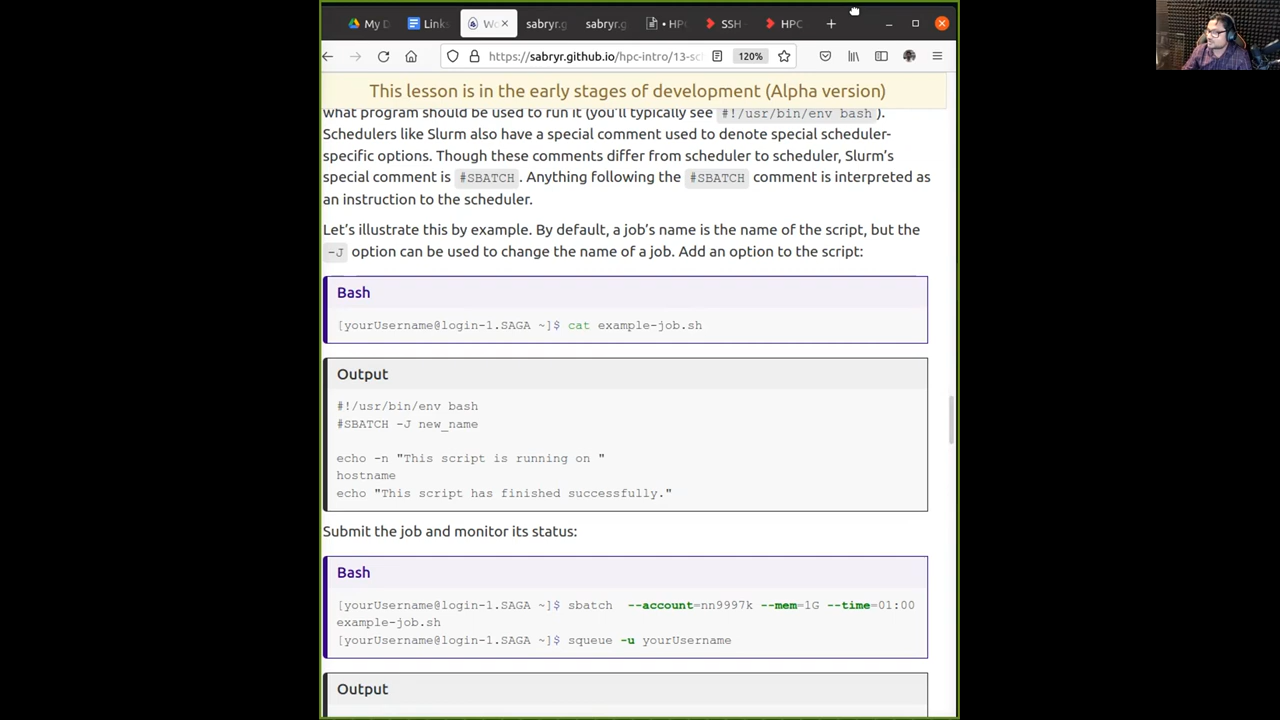 My D
Links
Wo
sabryr.g
sabryr.g
• HP
SSH
HPC
https://sabryr.github.io/hpc-intro/13-sc
120%
This lesson is in the early stages of development (Alpha version)
what program should be used to run it (you'll typically see #!/usr/bin/env bash ).
Schedulers like Slurm also have a special comment used to denote special scheduler-
specific options. Though these comments differ from scheduler to scheduler, Slurm's
special comment is #SBATCH . Anything following the #SBATCH comment is interpreted as
an instruction to the scheduler.
Let's illustrate this by example. By default, a job's name is the name of the script, but the
-J option can be used to change the name of a job. Add an option to the script:
Bash
[yourUsername@login-1.SAGA ~]$ cat example-job.sh
Output
#!/usr/bin/env bash
#SBATCH -J new_name
echo -n "This script is running on "
hostname
echo "This script has finished successfully."
Submit the job and monitor its status:
Bash
[yourUsername@login-1.SAGA ~]$ sbatch --account=nn9997k --mem=1G --time=01:00
example-job.sh
[yourUsername@login-1.SAGA ~]$ squeue -u yourUsername
Output